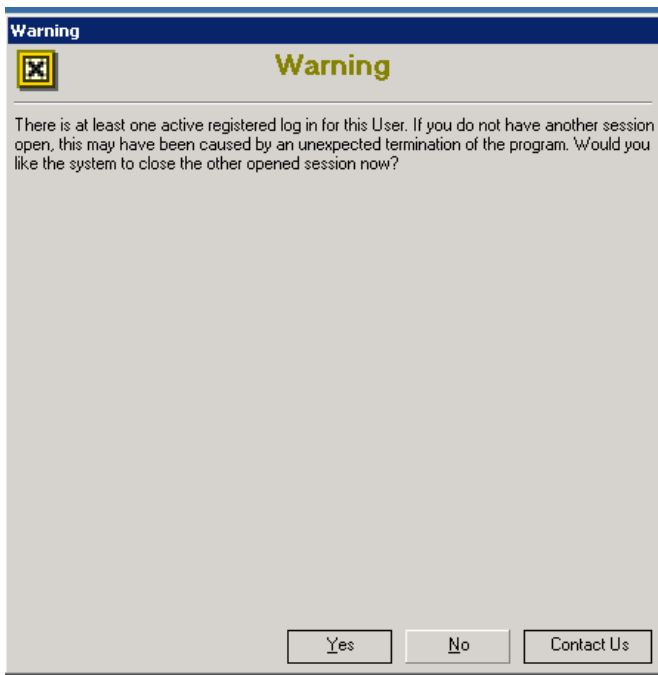 Warning
Warning
There is at least one active registered log in for this User. If you do not have another session
open, this may have been caused by an unexpected termination of the program. Would you
like the system to close the other opened session now?
Yes
No
Contact Us